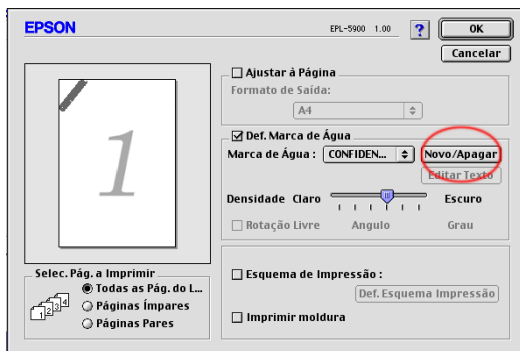 EPSON
EPL-5900 1.00
?
OK
Cancelar
Ajustar à Página
Formato de Saída:
A4
Def. Marca de Água
Marca de Água : CONFIDEN... Novo/Apagar
Editar Texto
Densidade Claro Escuro
Rotação Livre Angulo Grau
1
Selec. Pág. a Imprimir
Todas as Pág. do L...
Páginas Ímpares
Páginas Pares
1 2 3 4
Esquema de Impressão :
Def. Esquema Impressão
Imprimir moldura